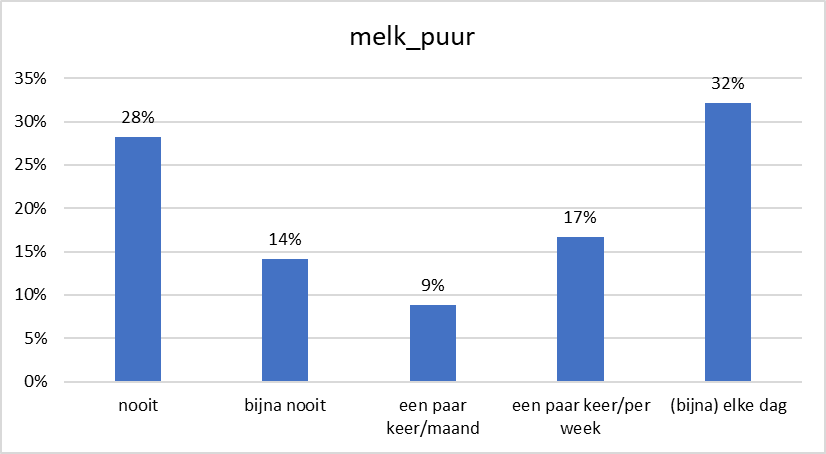 melk_puur
35%
30%
25%
20%
15%
10%
5%
0%
28%
14%
9%
17%
32%
nooit
bijna nooit
een paar
keer/maand
een paar keer/per
week
(bijna) elke dag